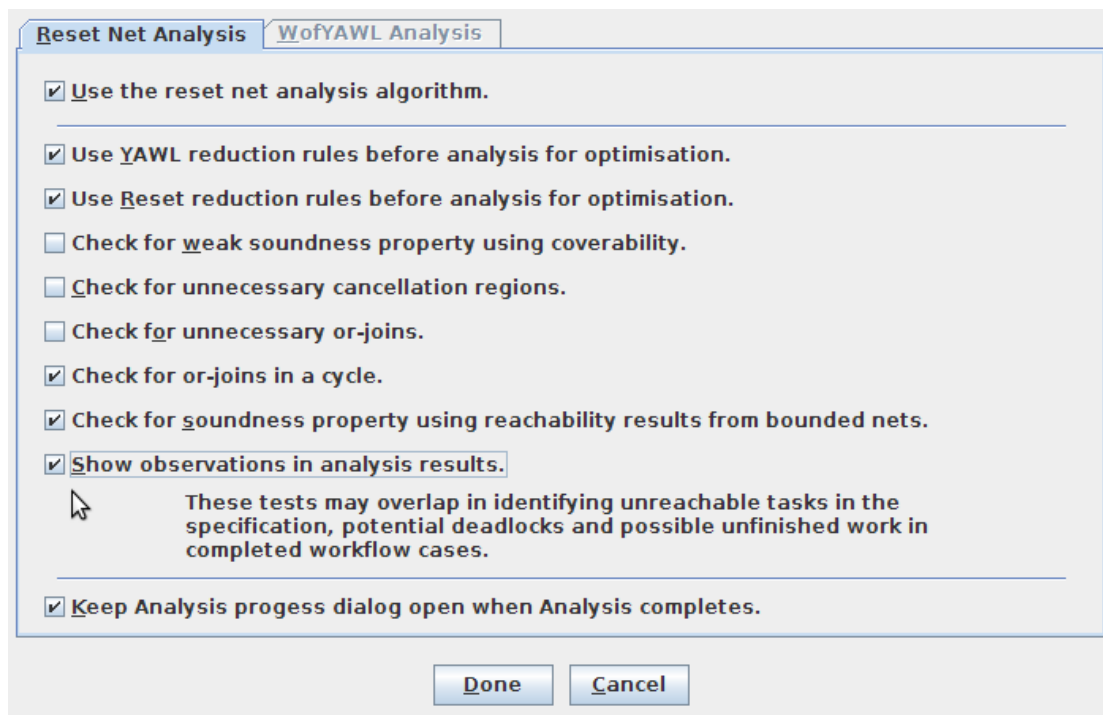 Reset Net Analysis
WofYAWL Analysis
Use the reset net analysis algorithm.
Use YAWL reduction rules before analysis for optimisation.
Use Reset reduction rules before analysis for optimisation.
Check for weak soundness property using coverability.
Check for unnecessary cancellation regions.
Check for unnecessary or-joins.
Check for or-joins in a cycle.
Check for soundness property using reachability results from bounded nets.
Show observations in analysis results.
These tests may overlap in identifying unreachable tasks in the
specification, potential deadlocks and possible unfinished work in
completed workflow cases.
Keep Analysis progess dialog open when Analysis completes.
Done
Cancel